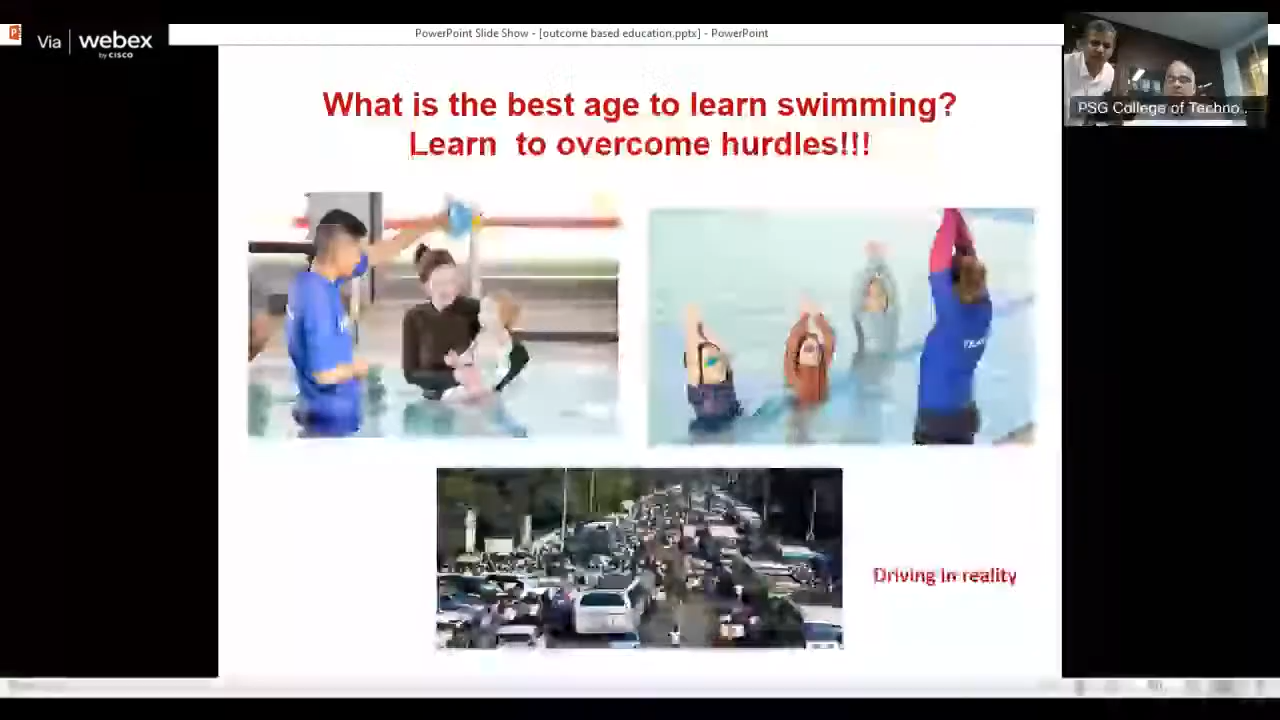 Via webex
by CISCO
PowerPoint Slide Show - [outcome based education.pptx] - PowerPoint
PSG College of Techno...
What is the best age to learn swimming?
Learn to overcome hurdles!!!
Driving in reality